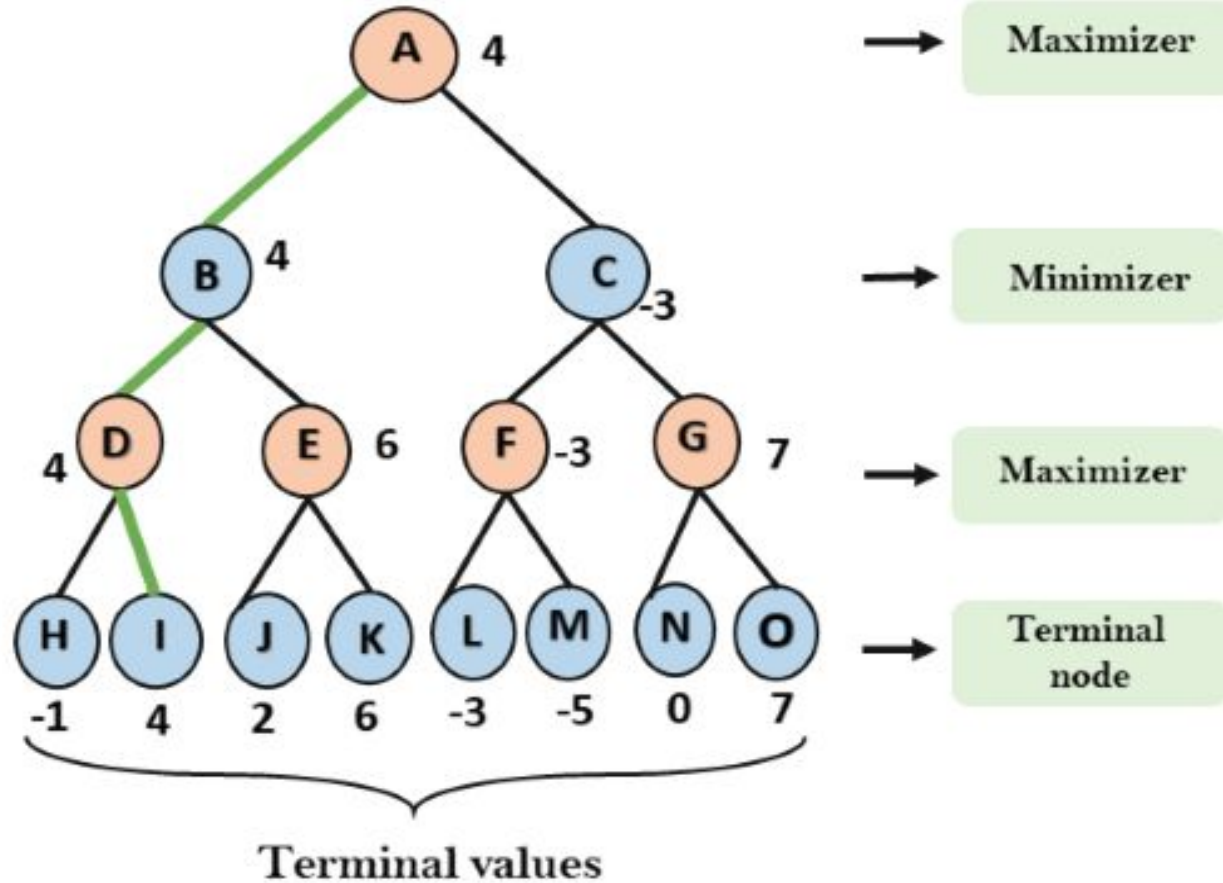 A 4 Maximizer
B 4 C -3 Minimizer
4 D E 6 F -3 G 7 Maximizer
H I J K L M N O Terminal
node
-1 4 2 6 -3 -5 0 7
Terminal values